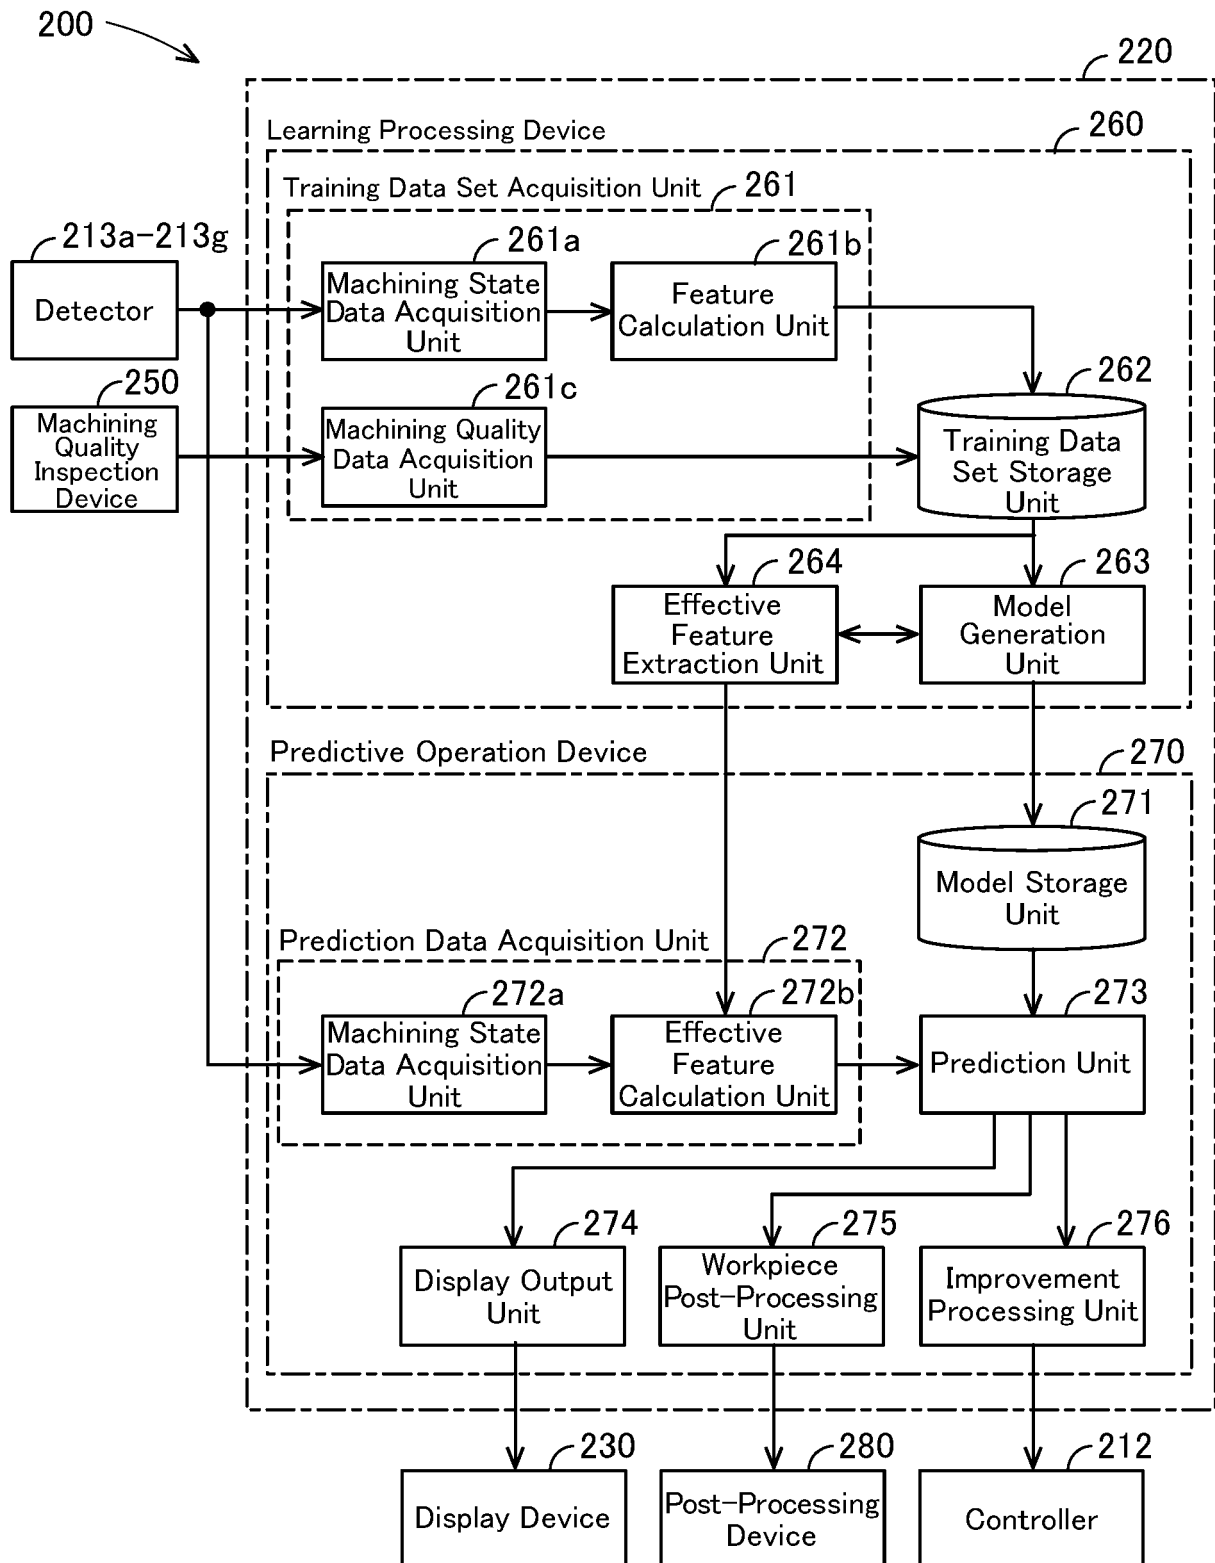 200
220
Learning Processing Device
260
Training Data Set Acquisition Unit
261
213a-213g
Detector
261a
Machining State
Data Acquisition
Unit
261b
Feature
Calculation Unit
250
Machining
Quality
Inspection
Device
261c
Machining Quality
Data Acquisition
Unit
262
Training Data
Set Storage
Unit
264
Effective
Feature
Extraction Unit
263
Model
Generation
Unit
Predictive Operation Device
270
271
Model Storage
Unit
Prediction Data Acquisition Unit
272
272a
Machining State
Data Acquisition
Unit
272b
Effective
Feature
Calculation Unit
273
Prediction Unit
274
Display Output
Unit
275
Workpiece
Post-Processing
Unit
276
Improvement
Processing Unit
230
Display Device
280
Post-Processing
Device
212
Controller